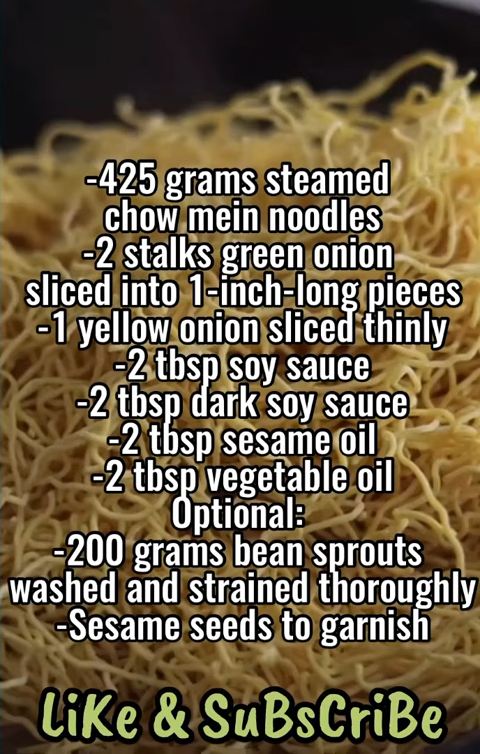 -425 grams steamed
chow mein noodles
-2 stalks green onion
sliced into 1-inch-long pieces
-1 yellow onion sliced thinly
-2 tbsp soy sauce
-2 tbsp dark soy sauce
-2 tbsp sesame oil
-2 tbsp vegetable oil
Optional:
-200 grams bean sprouts
washed and strained thoroughly
-Sesame seeds to garnish
LiKe & SuBsCriBe